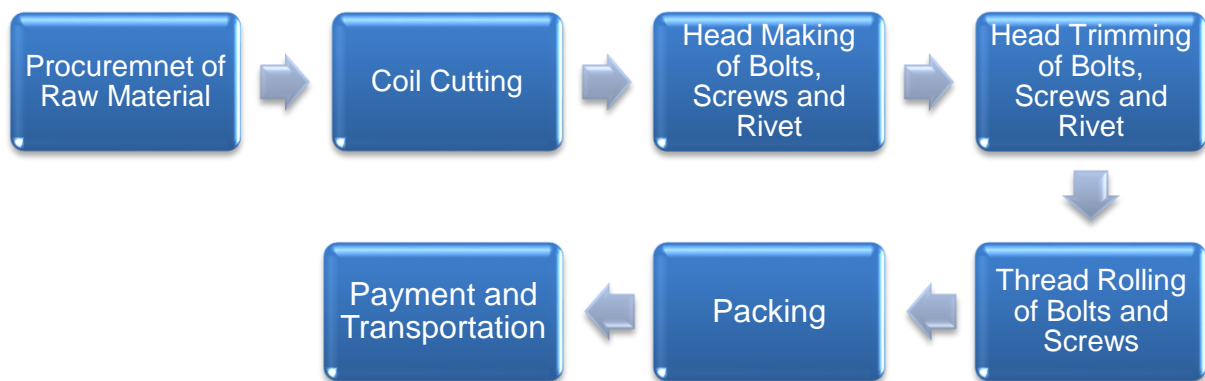 Procuremnet of
Raw Material
Coil Cutting
Head Making
of Bolts,
Screws and
Rivet
Head Trimming
of Bolts,
Screws and
Rivet
Thread Rolling
of Bolts and
Screws
Packing
Payment and
Transportation